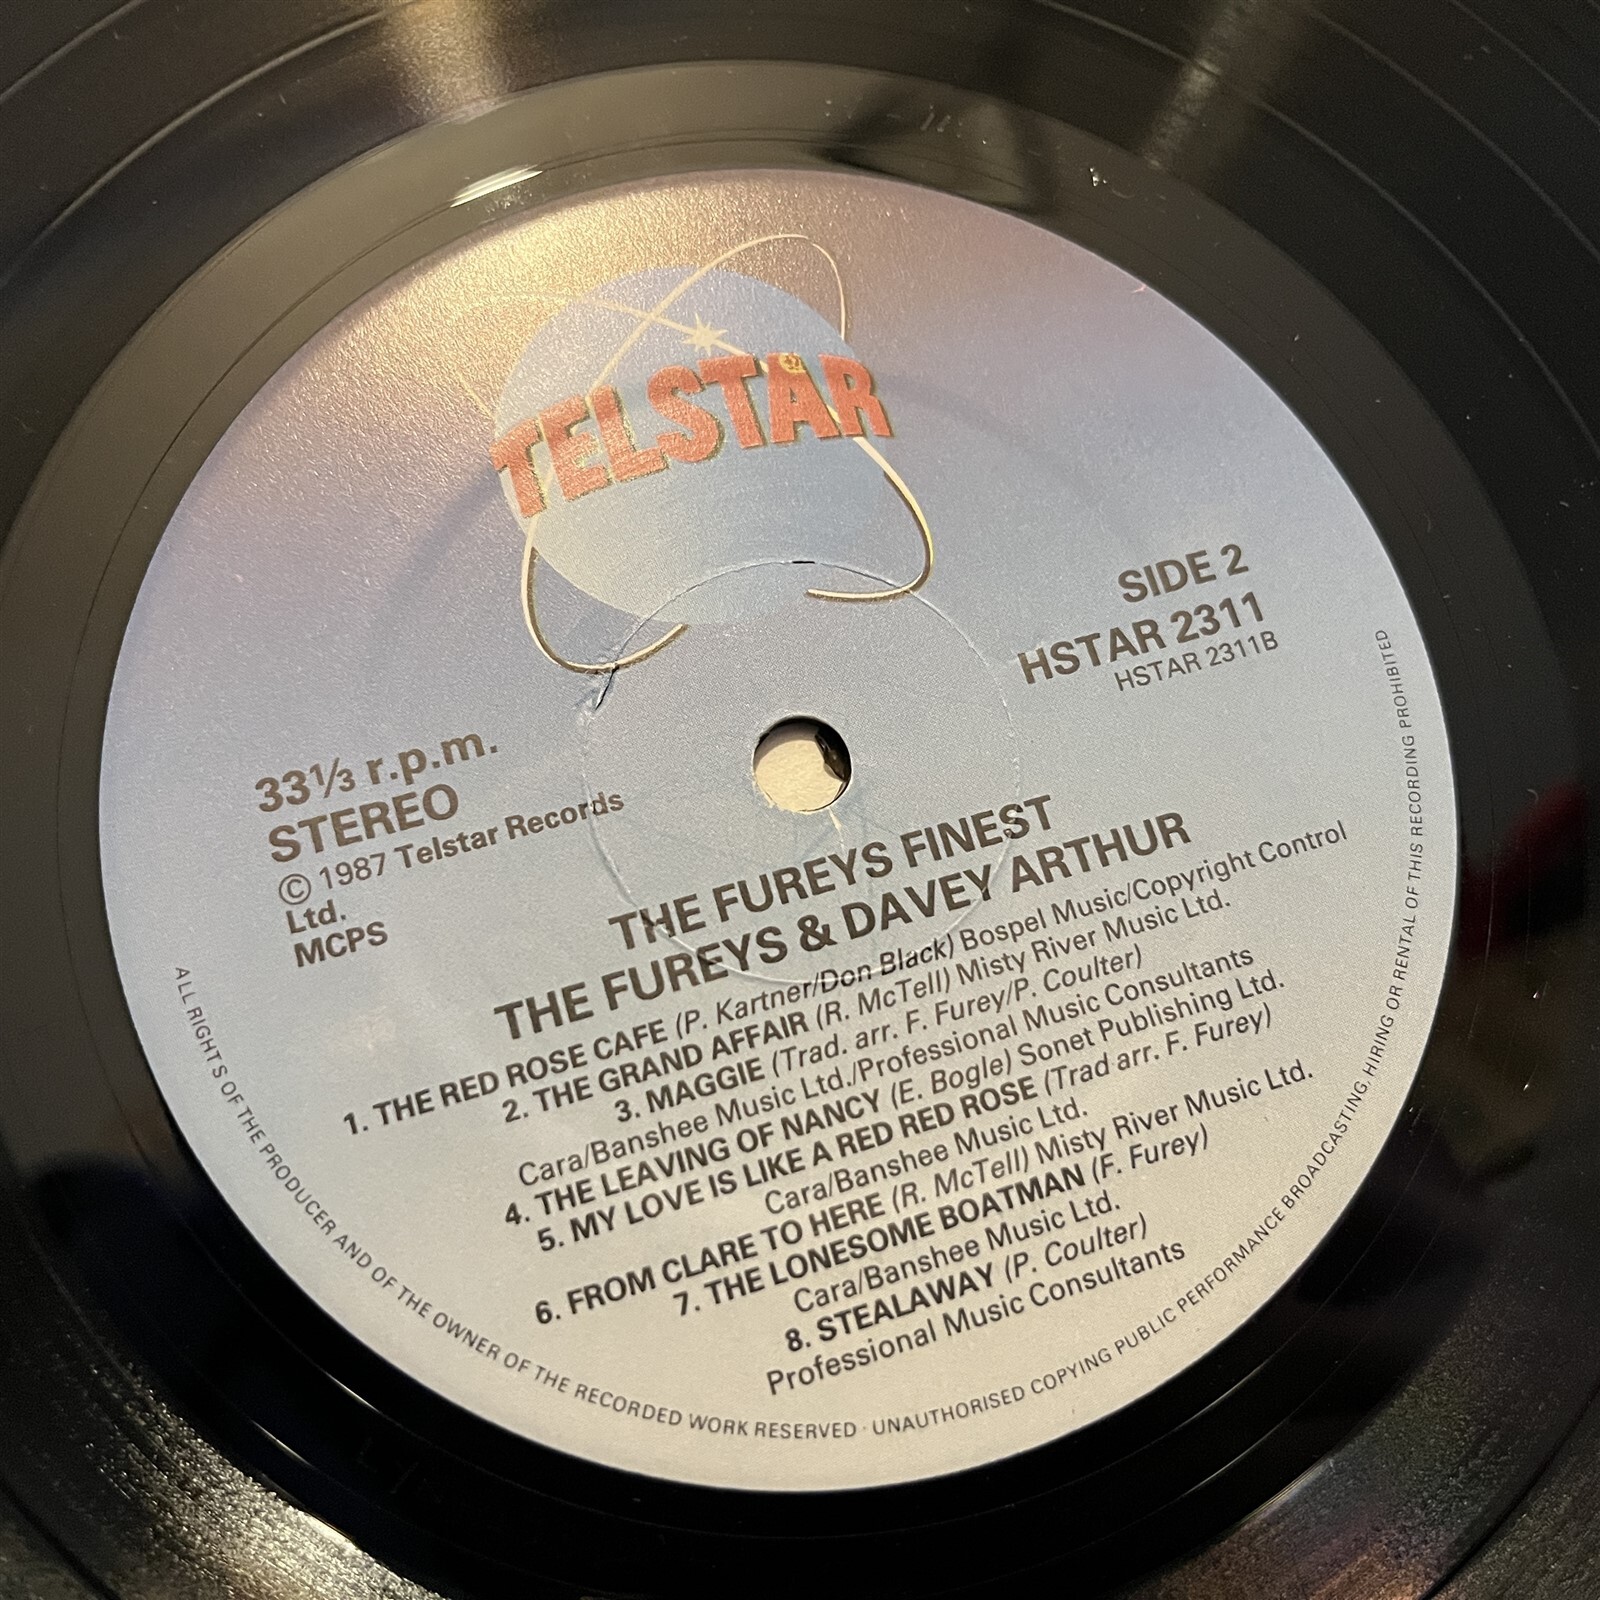 TELSTAR
SIDE 2
HSTAR 2311
HSTAR 2311B
33⅓ r.p.m.
STEREO
© 1987 Telstar Records
Ltd.
MCPS
THE FUREYS FINEST
THE FUREYS & DAVEY ARTHUR
1. THE RED ROSE CAFE (P. Kartner/Don Black) Bospel Music/Copyright Control
2. THE GRAND AFFAIR (R. McTell) Misty River Music Ltd.
3. MAGGIE (Trad. arr. F. Furey/P. Coulter)
Cara/Banshee Music Ltd./Professional Music Consultants
4. THE LEAVING OF NANCY (E. Bogle) Sonet Publishing Ltd.
5. MY LOVE IS LIKE A RED RED ROSE (Trad arr. F. Furey)
Cara/Banshee Music Ltd.
6. FROM CLARE TO HERE (R. McTell) Misty River Music Ltd.
7. THE LONESOME BOATMAN (F. Furey)
Cara/Banshee Music Ltd.
8. STEALAWAY (P. Coulter)
Professional Music Consultants
ALL RIGHTS OF THE PRODUCER AND OF THE OWNER OF THE RECORDED WORK RESERVED · UNAUTHORISED COPYING PUBLIC PERFORMANCE BROADCASTING, HIRING OR RENTAL OF THIS RECORDING PROHIBITED